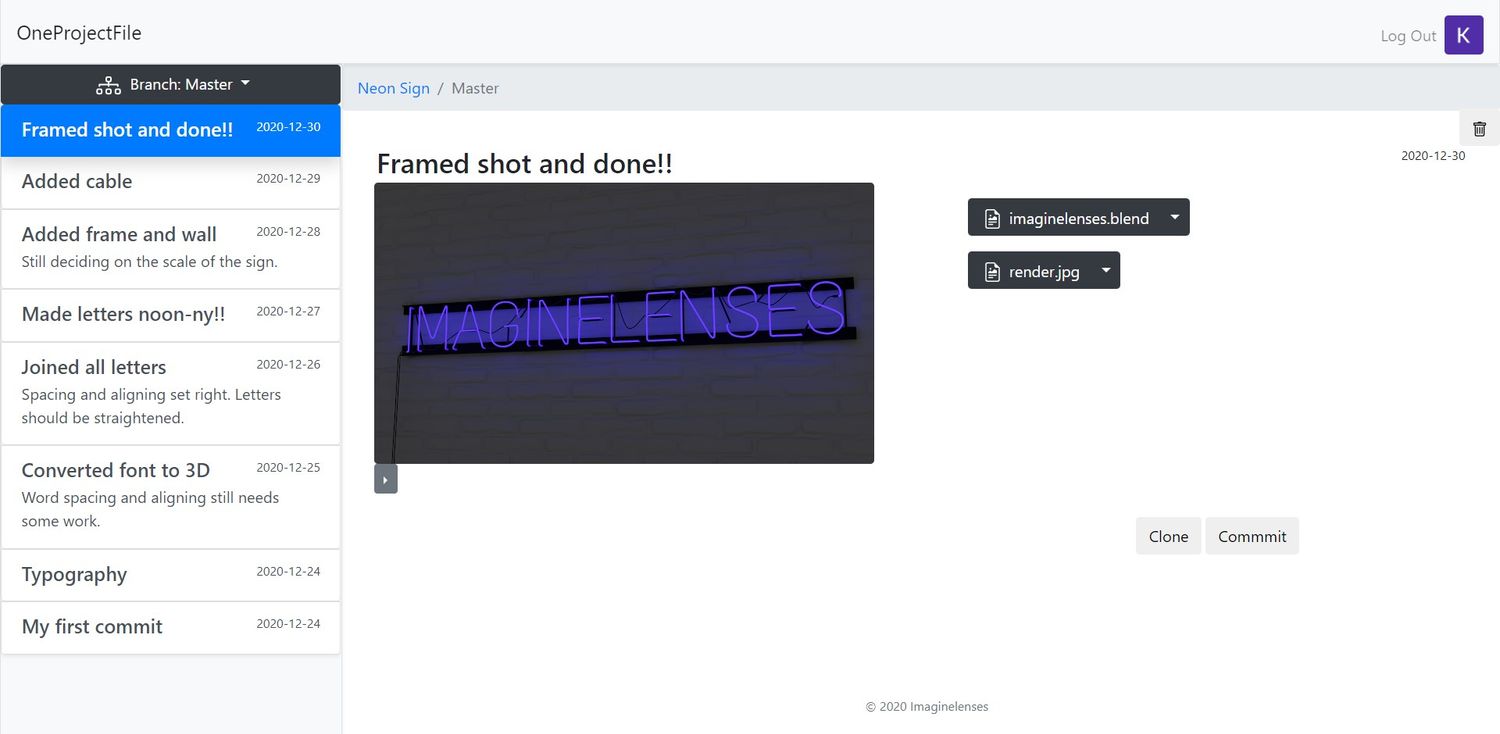 OneProjectFile
Log Out
K
Branch: Master
Neon Sign / Master
Framed shot and done!!
2020-12-30
Added cable
2020-12-29
Added frame and wall
2020-12-28
Still deciding on the scale of the sign.
Made letters noon-ny!!
2020-12-27
Joined all letters
2020-12-26
Spacing and aligning set right. Letters
should be straightened.
Converted font to 3D
2020-12-25
Word spacing and aligning still needs
some work.
Typography
2020-12-24
My first commit
2020-12-24
Framed shot and done!!
2020-12-30
IMAGINELENSES
imaginelenses.blend
render.jpg
Clone
Commmit
© 2020 Imaginelenses